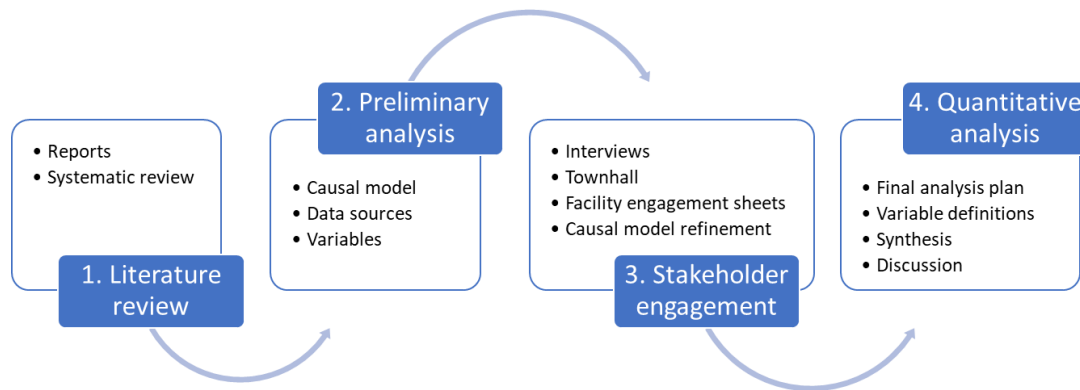 • Reports
• Systematic review
1. Literature
review
2. Preliminary
analysis
• Causal model
• Data sources
• Variables
• Interviews
• Townhall
• Facility engagement sheets
• Causal model refinement
3. Stakeholder
engagement
4. Quantitative
analysis
• Final analysis plan
• Variable definitions
• Synthesis
• Discussion